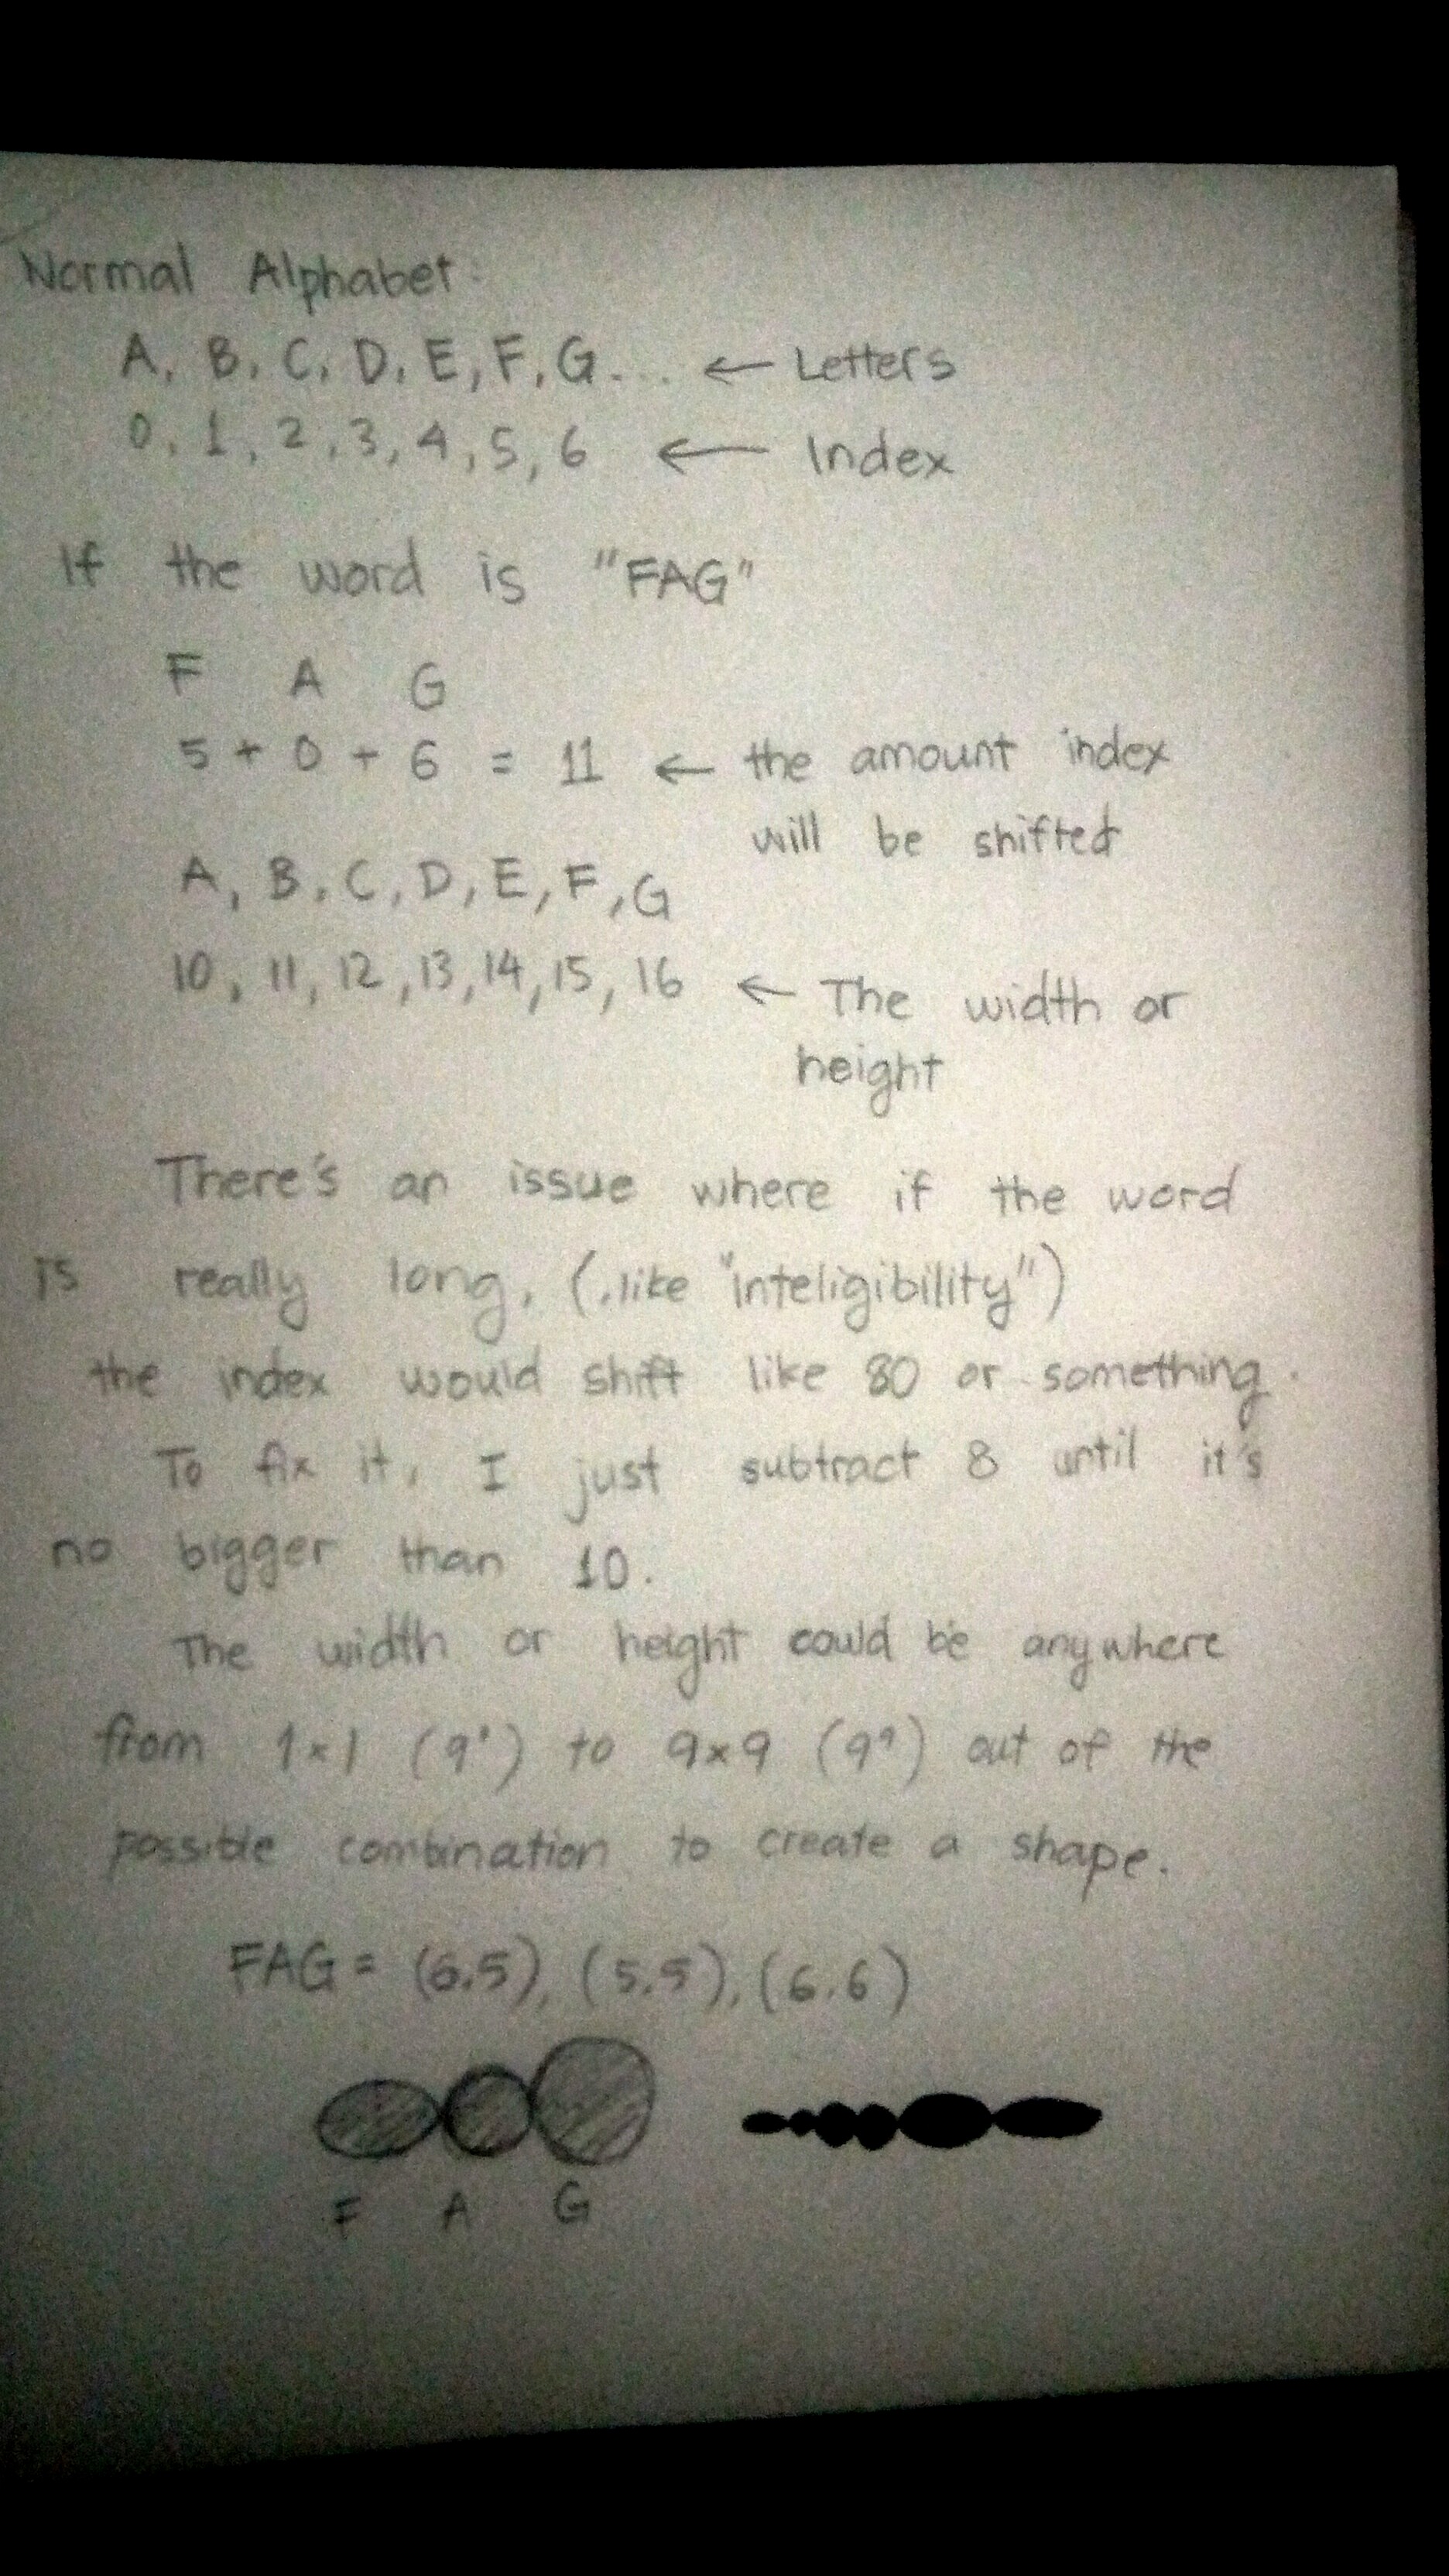 Normal Alphabet:
A, B, C, D, E, F, G... ← Letters
0, 1, 2, 3, 4, 5, 6 ← Index
If the word is "FAG"
F A G
5 + 0 + 6 = 11 ← the amount index
will be shifted
A, B, C, D, E, F, G
10, 11, 12, 13, 14, 15, 16 ← The width or
height
There's an issue where if the word
is really long, (.like "inteligibility")
the index would shift like 80 or something.
To fix it, I just subtract 8 until it's
no bigger than 10.
The width or height could be anywhere
from 1×1 (9¹) to 9×9 (9⁹) out of the
possible combination to create a shape.
FAG = (6.5), (5.5), (6.6)
F A G